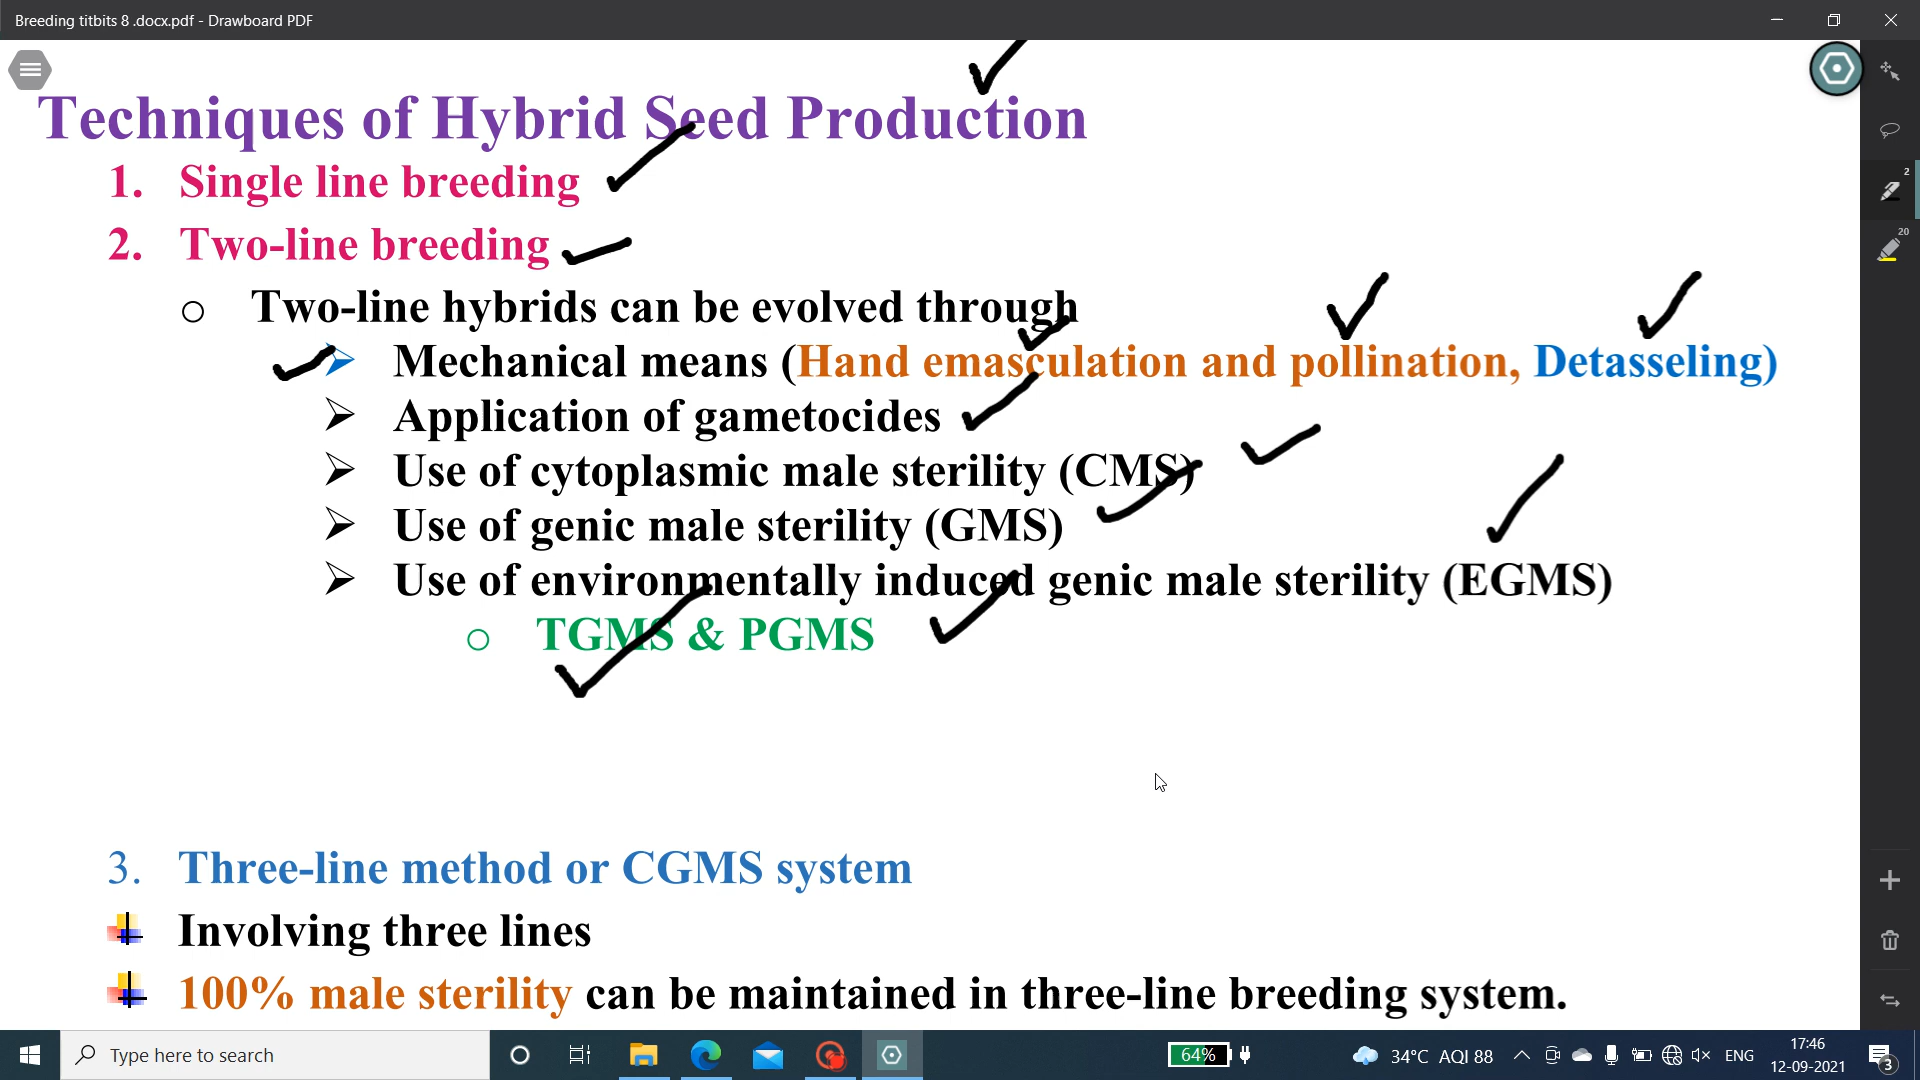 Breeding titbits 8 .docx.pdf - Drawboard PDF
Techniques of Hybrid Seed Production
1. Single line breeding
2. Two-line breeding
o Two-line hybrids can be evolved through
➢ Mechanical means (Hand emasculation and pollination, Detasseling)
➢ Application of gametocides
➢ Use of cytoplasmic male sterility (CMS)
➢ Use of genic male sterility (GMS)
➢ Use of environmentally induced genic male sterility (EGMS)
o TGMS & PGMS
3. Three-line method or CGMS system
Involving three lines
100% male sterility can be maintained in three-line breeding system.
2
20
Type here to search
64%
34°C AQI 88
ENG
17:46
12-09-2021
3